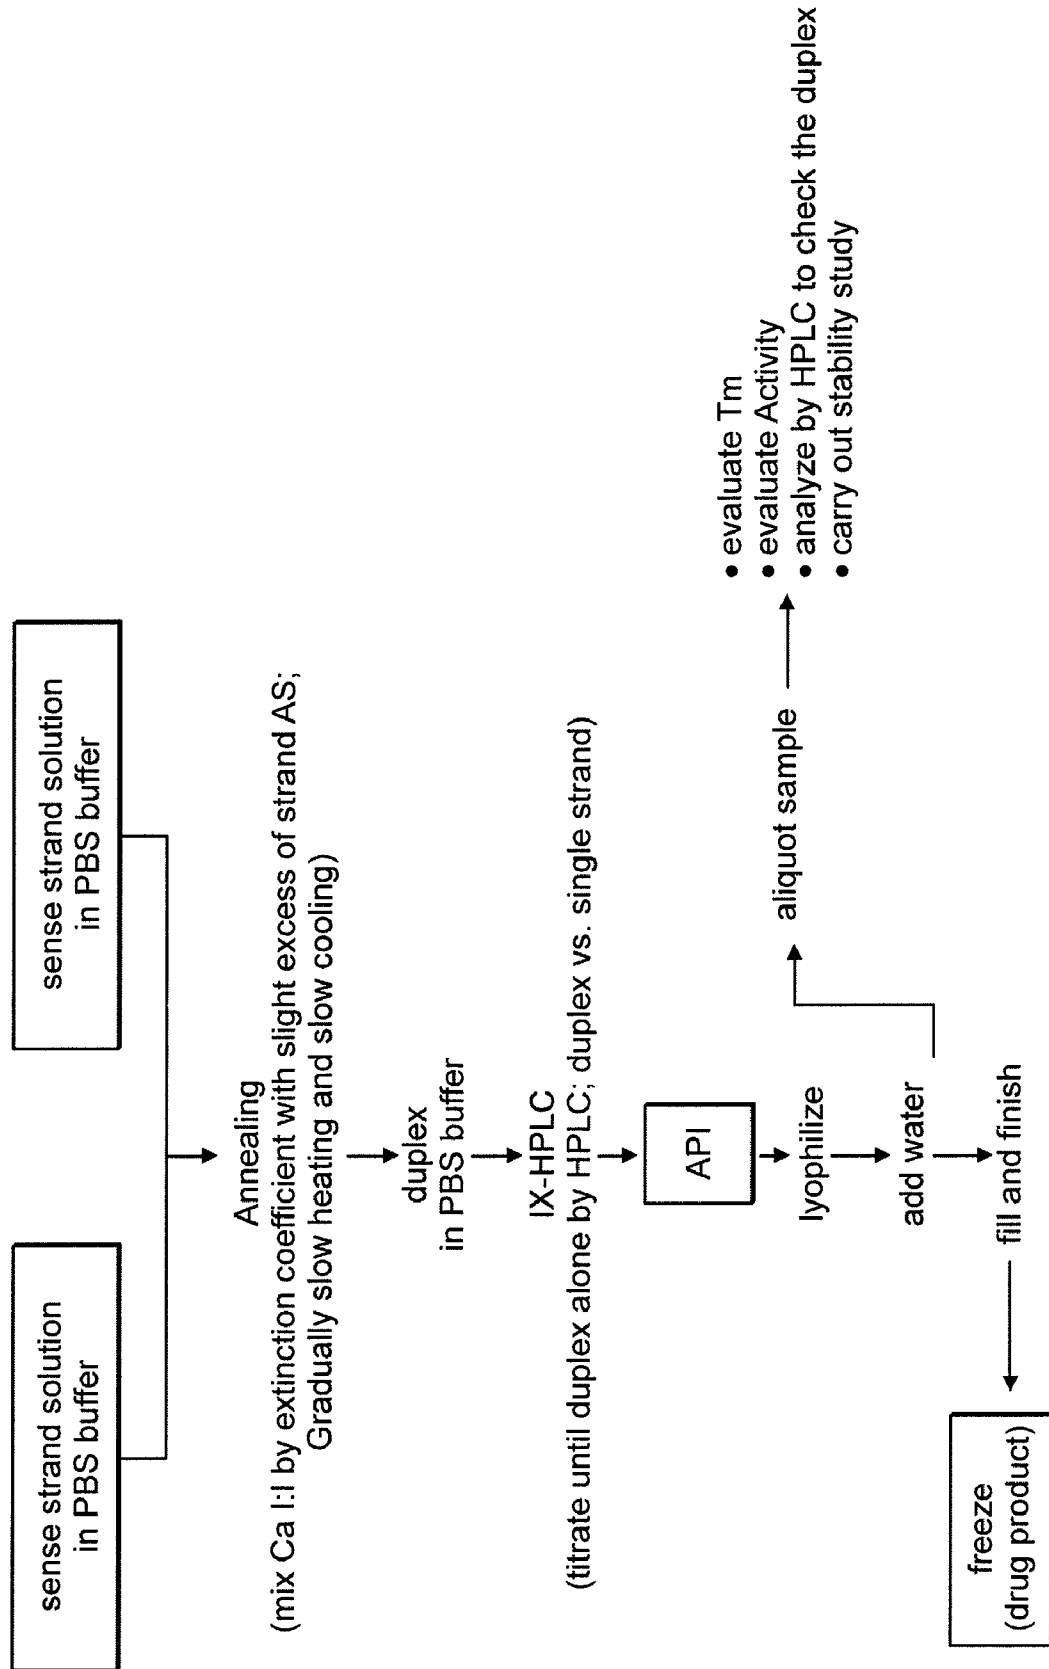 sense strand solution
in PBS buffer
sense strand solution
in PBS buffer
Annealing
(mix Ca I:I by extinction coefficient with slight excess of strand AS;
Gradually slow heating and slow cooling)
duplex
in PBS buffer
IX-HPLC
(titrate until duplex alone by HPLC; duplex vs. single strand)
API
lyophilize
add water
aliquot sample
• evaluate Tm
• evaluate Activity
• analyze by HPLC to check the duplex
• carry out stability study
fill and finish
freeze
(drug product)